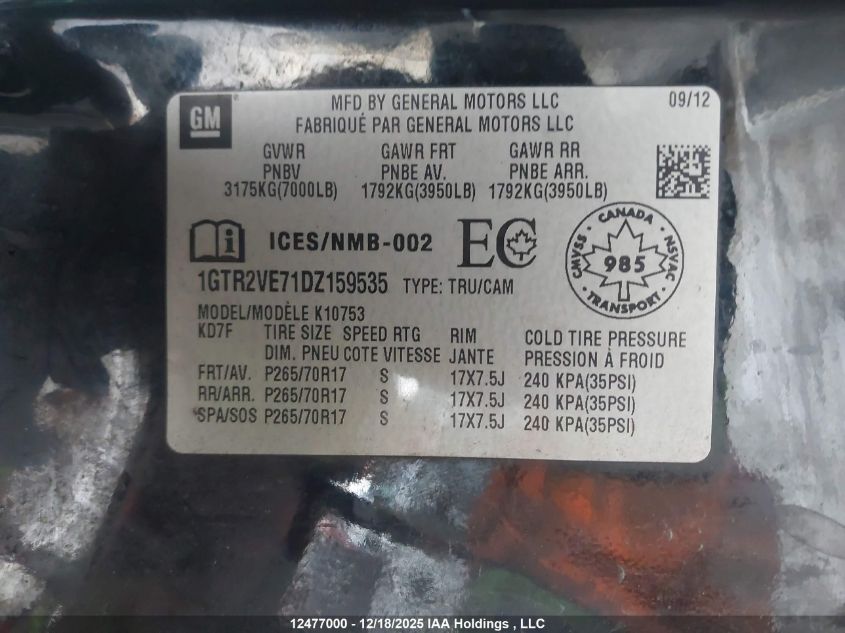 GM
MFD BY GENERAL MOTORS LLC 09/12
FABRIQUÉ PAR GENERAL MOTORS LLC
GVWR GAWR FRT GAWR RR
PNBV PNBE AV. PNBE ARR.
3175KG(7000LB) 1792KG(3950LB) 1792KG(3950LB)
ICES/NMB-002 EC
CANADA
CMVSS 985 NSVAC
TRANSPORT
1GTR2VE71DZ159535 TYPE: TRU/CAM
MODEL/MODÈLE K10753
KD7F TIRE SIZE SPEED RTG RIM COLD TIRE PRESSURE
DIM. PNEU COTE VITESSE JANTE PRESSION À FROID
FRT/AV. P265/70R17 S 17X7.5J 240 KPA(35PSI)
RR/ARR. P265/70R17 S 17X7.5J 240 KPA(35PSI)
SPA/SOS P265/70R17 S 17X7.5J 240 KPA(35PSI)
12477000 - 12/18/2025 IAA Holdings , LLC